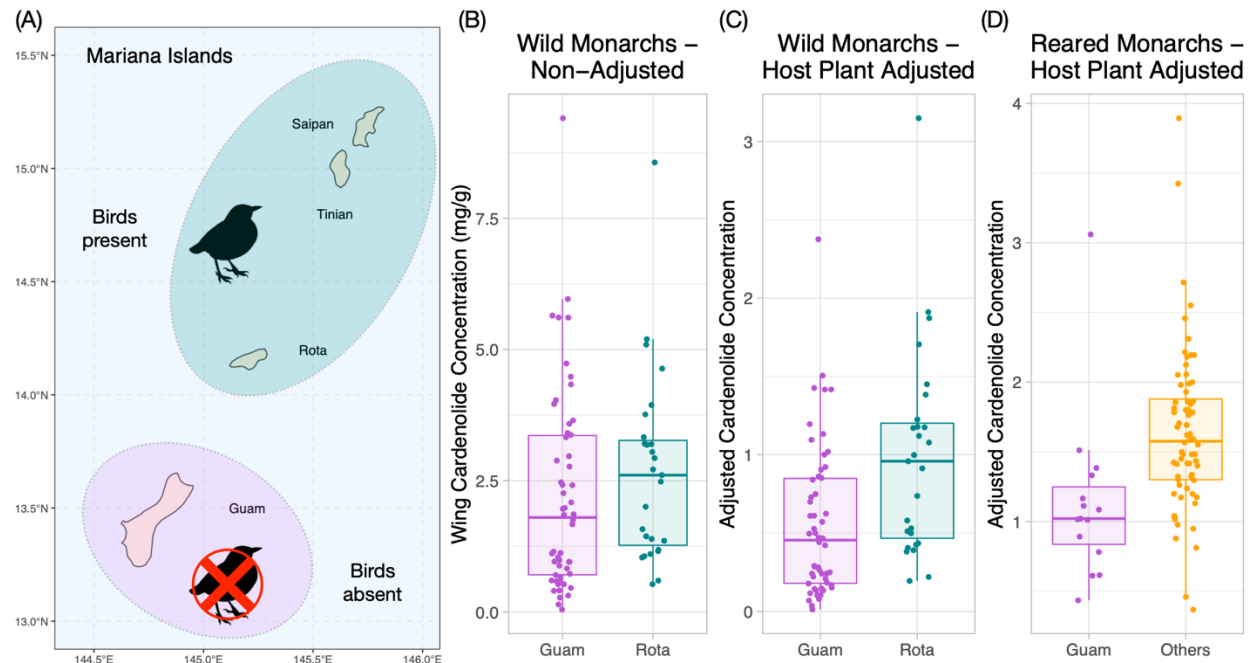 (A)
Mariana Islands
15.5°N
15.0°N
14.5°N
14.0°N
13.5°N
13.0°N
Saipan
Tinian
Birds
present
Rota
Guam
Birds
absent
144.5°E
145.0°E
145.5°E
146.0°E
(B)
Wild Monarchs –
Non−Adjusted
Wing Cardenolide Concentration (mg/g)
7.5
5.0
2.5
0.0
Guam
Rota
(C)
Wild Monarchs –
Host Plant Adjusted
Adjusted Cardenolide Concentration
3
2
1
0
Guam
Rota
(D)
Reared Monarchs –
Host Plant Adjusted
Adjusted Cardenolide Concentration
4
3
2
1
Guam
Others